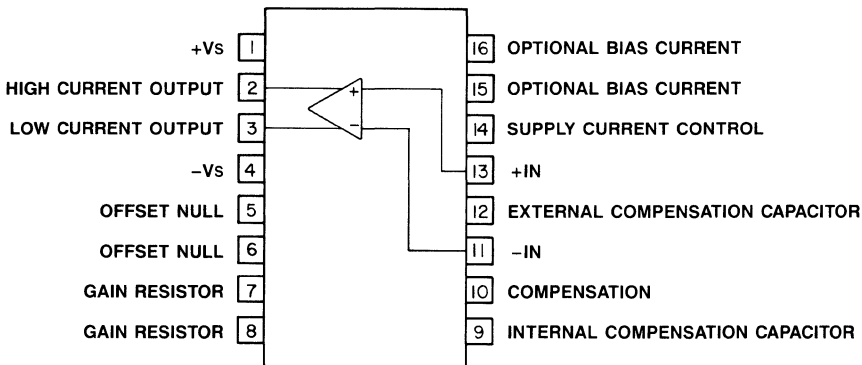 +Vs 1
HIGH CURRENT OUTPUT 2
LOW CURRENT OUTPUT 3
-Vs 4
OFFSET NULL 5
OFFSET NULL 6
GAIN RESISTOR 7
GAIN RESISTOR 8
+
-
16 OPTIONAL BIAS CURRENT
15 OPTIONAL BIAS CURRENT
14 SUPPLY CURRENT CONTROL
13 +IN
12 EXTERNAL COMPENSATION CAPACITOR
11 -IN
10 COMPENSATION
9 INTERNAL COMPENSATION CAPACITOR